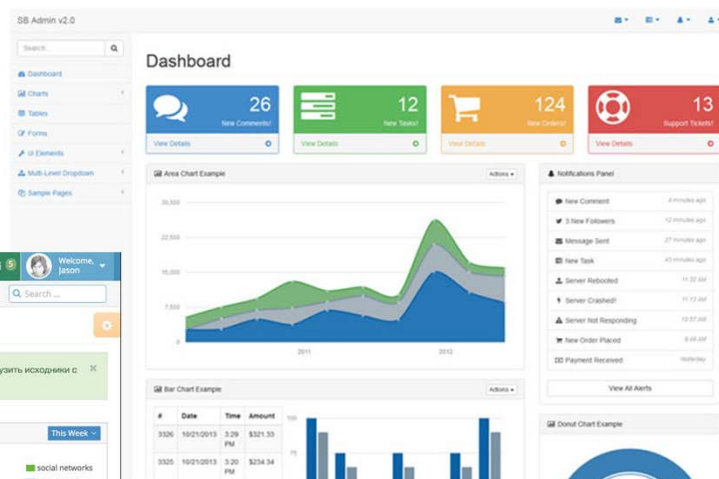 SB Admin v2.0
Search...
Dashboard
Charts
Tables
Forms
UI Elements
Multi-Level Dropdown
Sample Pages
Dashboard
26
New Comments!
View Details
12
New Tasks!
View Details
124
New Orders!
View Details
13
Support Tickets!
View Details
Area Chart Example
Actions
30,000
22,500
15,000
7,500
0
2011
2012
Notifications Panel
New Comment 4 minutes ago
3 New Followers 12 minutes ago
Message Sent 27 minutes ago
New Task 43 minutes ago
Server Rebooted 11:32 AM
Server Crashed! 11:13 AM
Server Not Responding 10:57 AM
New Order Placed 9:49 AM
Payment Received Yesterday
View All Alerts
Bar Chart Example
Actions
# Date Time Amount
3326 10/21/2013 3:29 PM $321.33
3325 10/21/2013 3:20 PM $234.34
100
75
Donut Chart Example
5
Welcome,
Jason
Search ...
узить исходники с
This Week
social networks